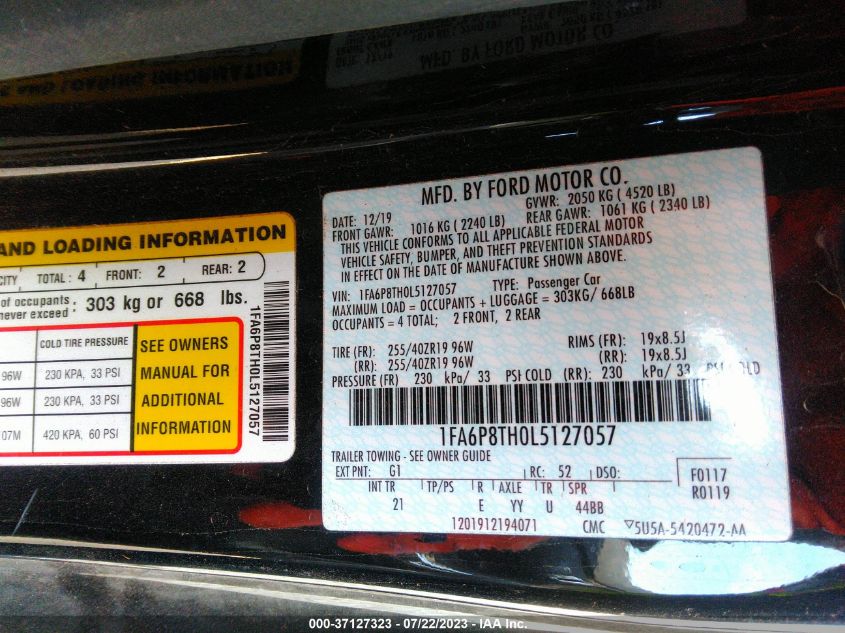 MFD. BY FORD MOTOR CO.
AND LOADING INFORMATION
CITY TOTAL : 4 FRONT: 2 REAR: 2
of occupants
never exceed : 303 kg or 668 lbs.
COLD TIRE PRESSURE
96W 230 KPA, 33 PSI
96W 230 KPA, 33 PSI
07M 420 KPA, 60 PSI
SEE OWNERS
MANUAL FOR
ADDITIONAL
INFORMATION
1FA6P8TH0L5127057
MFD. BY FORD MOTOR CO.
DATE: 12/19 GVWR: 2050 KG ( 4520 LB)
FRONT GAWR: 1016 KG ( 2240 LB) REAR GAWR: 1061 KG ( 2340 LB)
THIS VEHICLE CONFORMS TO ALL APPLICABLE FEDERAL MOTOR
VEHICLE SAFETY, BUMPER, AND THEFT PREVENTION STANDARDS
IN EFFECT ON THE DATE OF MANUFACTURE SHOWN ABOVE.
VIN: 1FA6P8TH0L5127057 TYPE: Passenger Car
MAXIMUM LOAD = OCCUPANTS + LUGGAGE = 303KG/ 668LB
OCCUPANTS = 4 TOTAL; 2 FRONT, 2 REAR
TIRE (FR): 255/40ZR19 96W RIMS (FR): 19x8.5J
(RR): 255/40ZR19 96W (RR): 19x8.5J
PRESSURE (FR) 230 kPa/ 33 PSI COLD (RR): 230 kPa/ 33 PSI COLD
1FA6P8TH0L5127057
TRAILER TOWING - SEE OWNER GUIDE
EXT PNT: G1 RC: 52 DSO:
F0117
R0119
INT TR TP/PS R AXLE TR SPR
21 E YY U 44BB
1201912194071 CMC 5U5A-5420472-AA
000-37127323 - 07/22/2023 - IAA Inc.